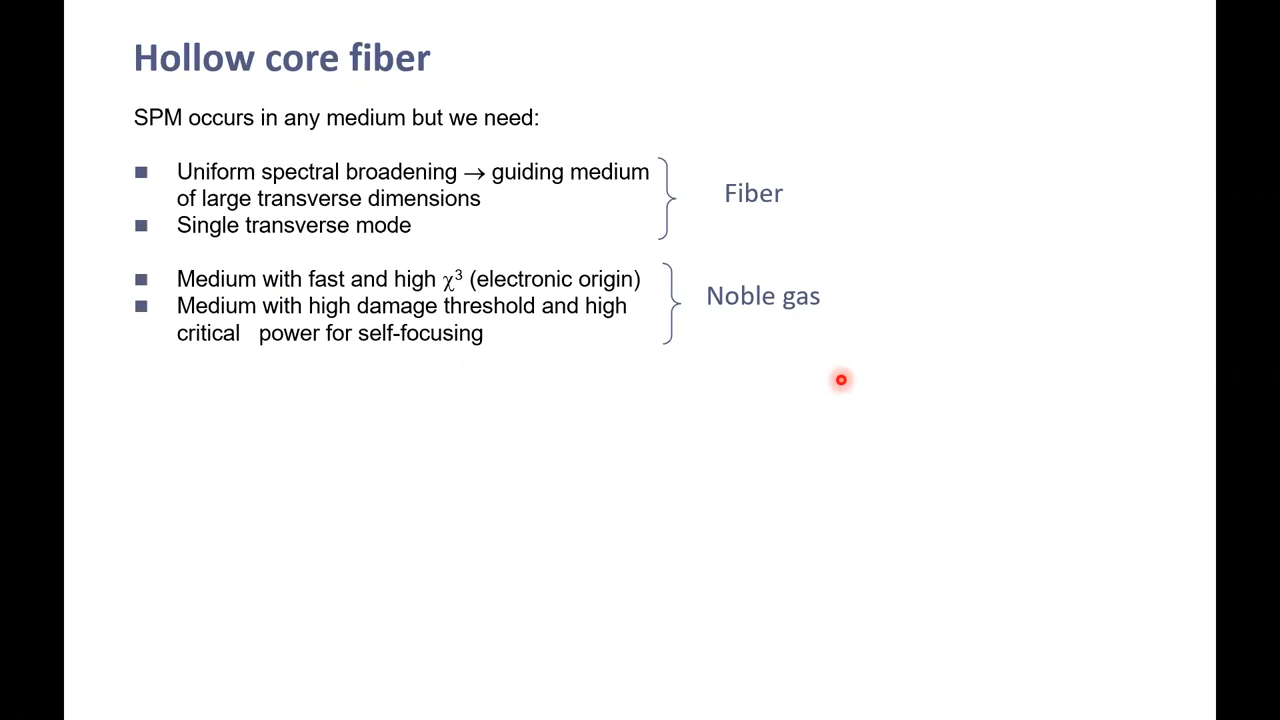 Hollow core fiber
SPM occurs in any medium but we need:
■ Uniform spectral broadening → guiding medium
of large transverse dimensions
■ Single transverse mode
Fiber
■ Medium with fast and high χ³ (electronic origin)
■ Medium with high damage threshold and high
critical power for self-focusing
Noble gas